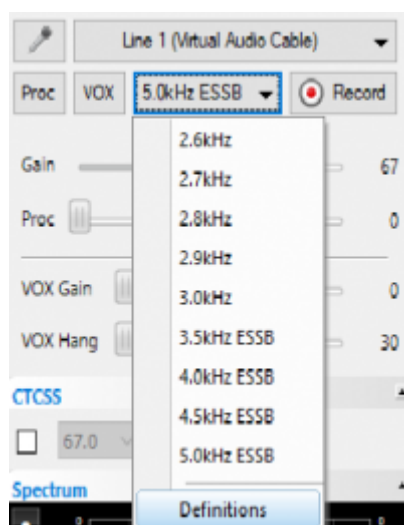 Line 1 (Virtual Audio Cable)
Proc VOX 5.0kHz ESSB Record
2.6kHz
Gain 67
2.7kHz
Proc 2.8kHz 0
2.9kHz
VOX Gain 3.0kHz 0
VOX Hang 3.5kHz ESSB 30
CTCSS 4.0kHz ESSB
67.0 4.5kHz ESSB
5.0kHz ESSB
Spectrum
Definitions